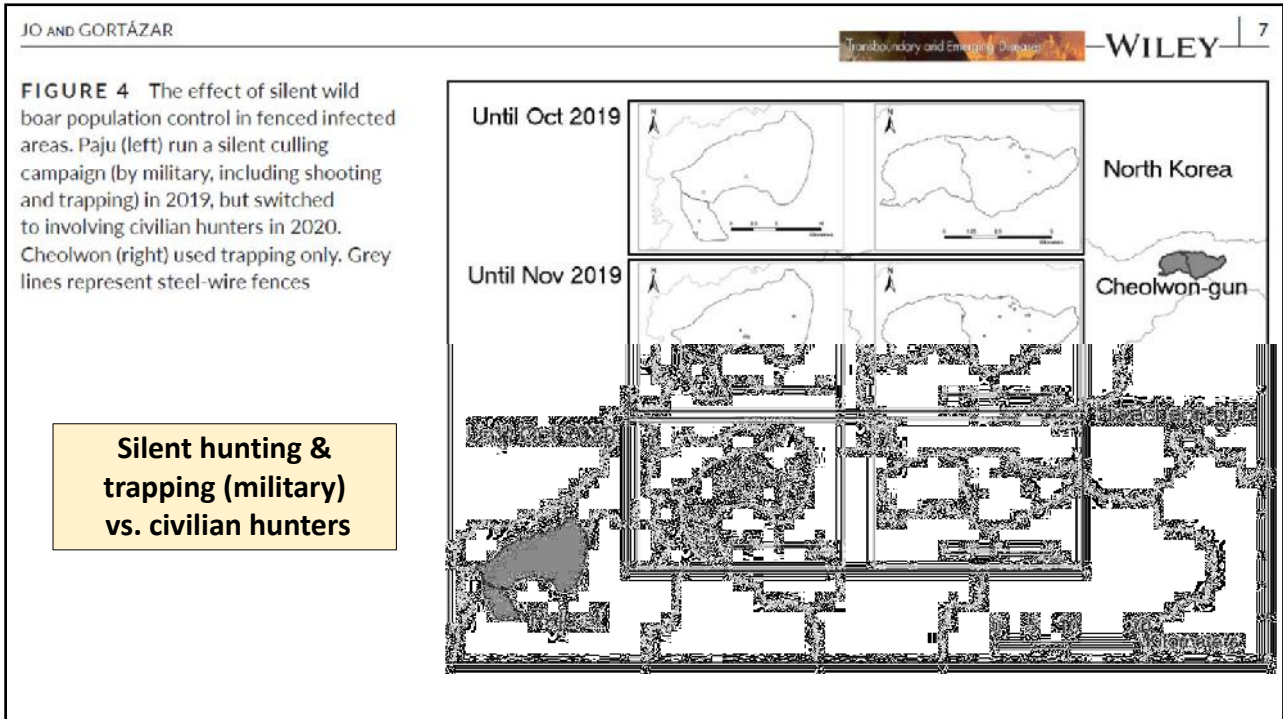 JO AND GORTÁZAR
Transboundary and Emerging Diseases
WILEY
7
FIGURE 4 The effect of silent wild
boar population control in fenced infected
areas. Paju (left) run a silent culling
campaign (by military, including shooting
and trapping) in 2019, but switched
to involving civilian hunters in 2020.
Cheolwon (right) used trapping only. Grey
lines represent steel-wire fences
Until Oct 2019
N
N
North Korea
Until Nov 2019
N
N
Cheolwon-gun
Silent hunting &
trapping (military)
vs. civilian hunters